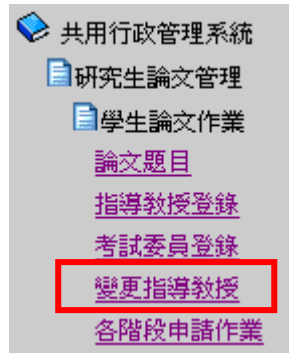 共用行政管理系統
研究生論文管理
學生論文作業
論文題目
指導教授登錄
考試委員登錄
變更指導教授
各階段申請作業